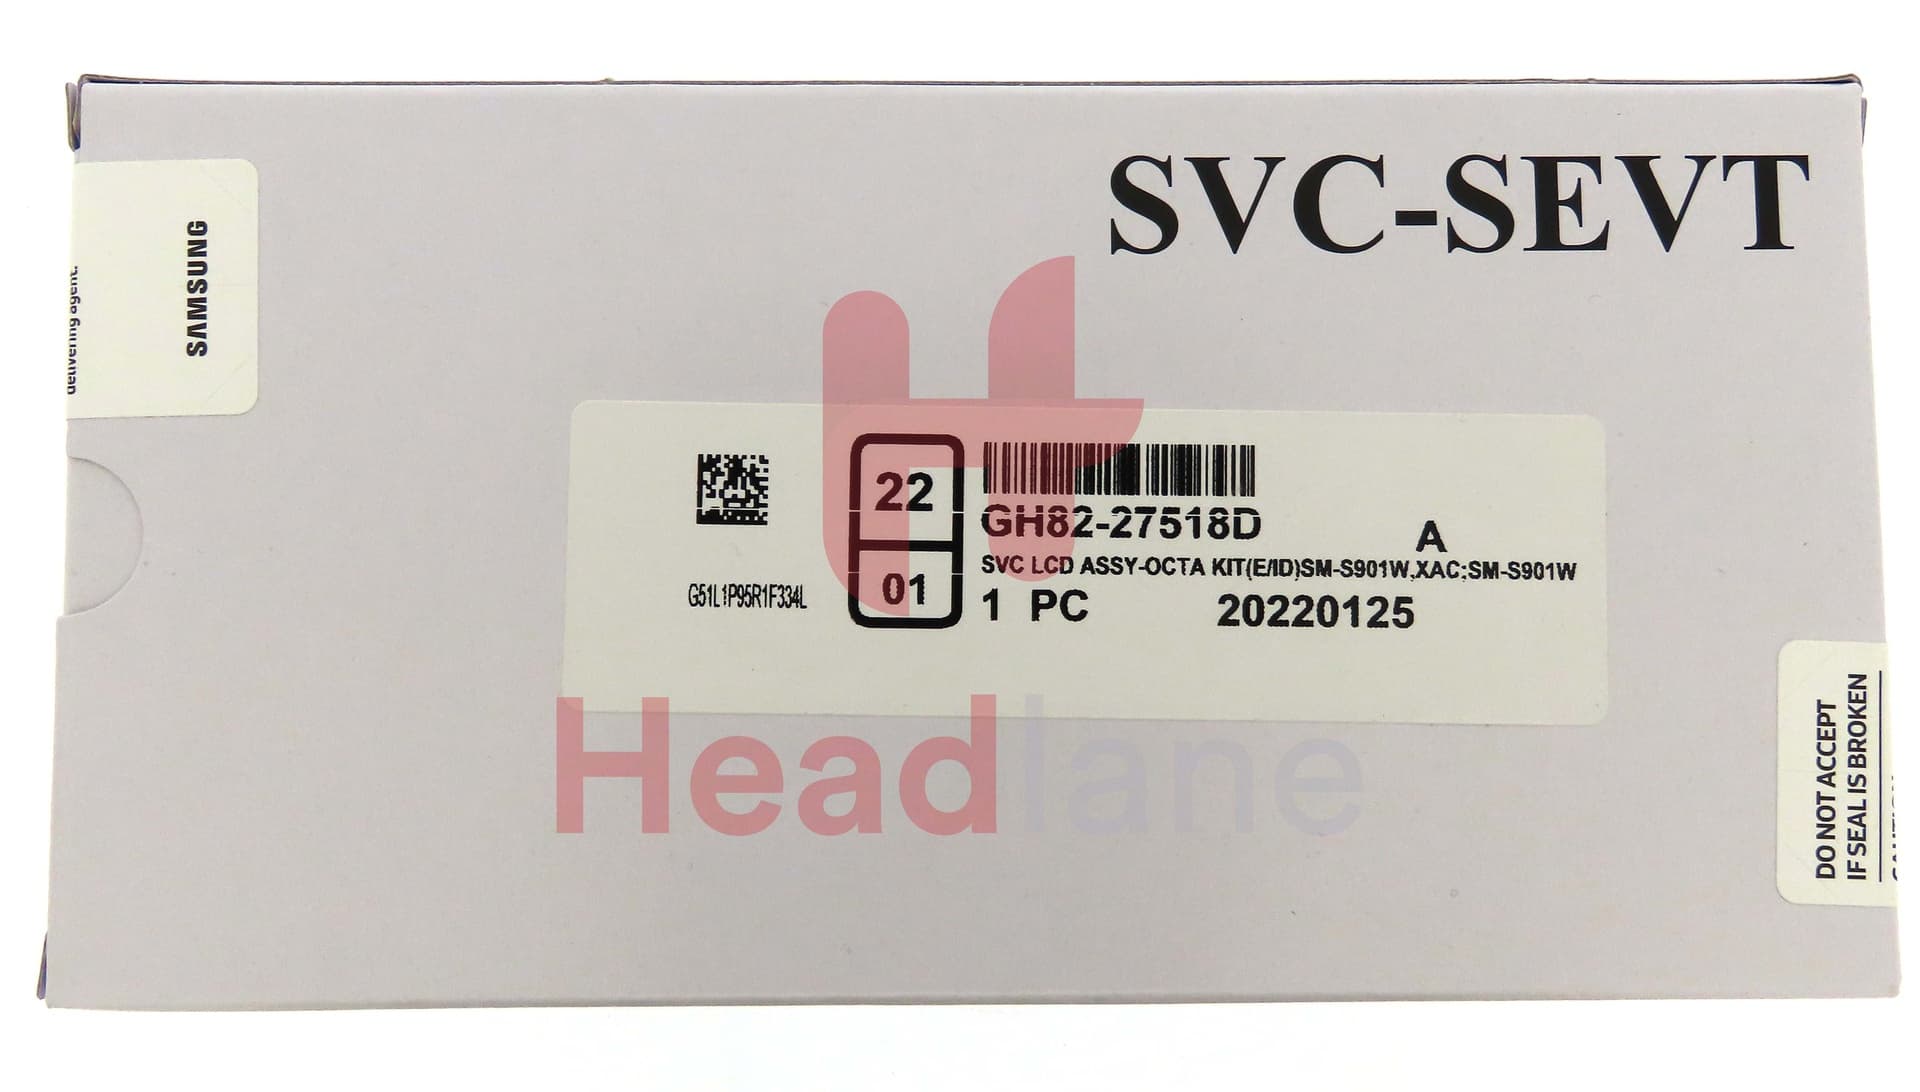 SVC-SEVT
SAMSUNG
delivering agent.
22
01
G51L1P95R1F334L
GH82-27518D
A
SVC LCD ASSY-OCTA KIT(E/ID)SM-S901W,XAC;SM-S901W
1 PC 20220125
Headlane
DO NOT ACCEPT
IF SEAL IS BROKEN